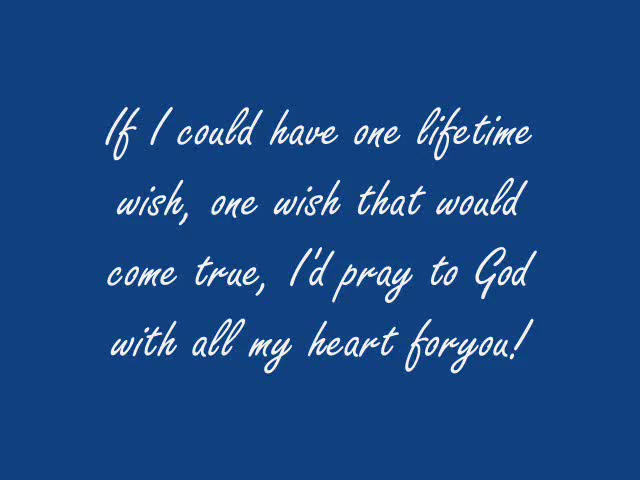 If I could have one lifetime
wish, one wish that would
come true, I'd pray to God
with all my heart foryou!